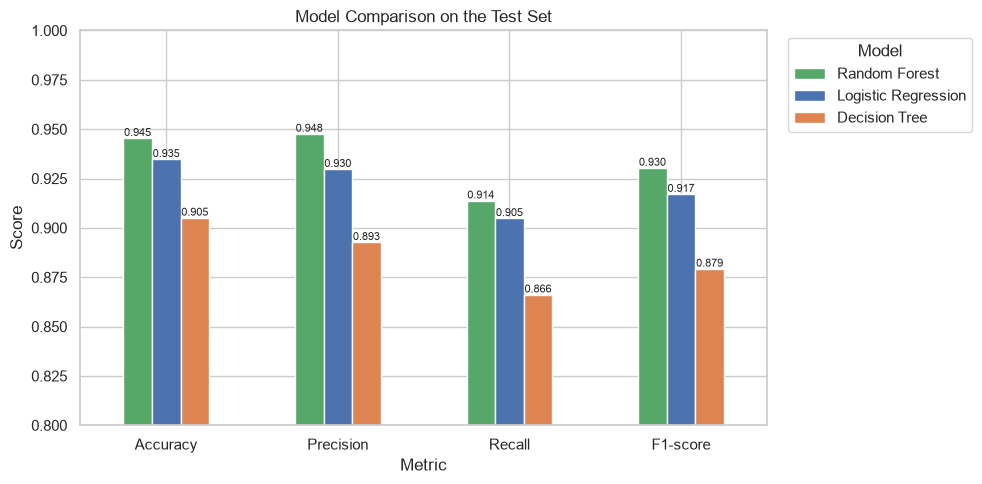 Model Comparison on the Test Set
1.000
0.975
0.950
0.925
0.900
0.875
0.850
0.825
0.800
Score
0.945
0.935
0.905
0.948
0.930
0.893
0.914
0.905
0.866
0.930
0.917
0.879
Accuracy
Precision
Recall
F1-score
Metric
Model
Random Forest
Logistic Regression
Decision Tree